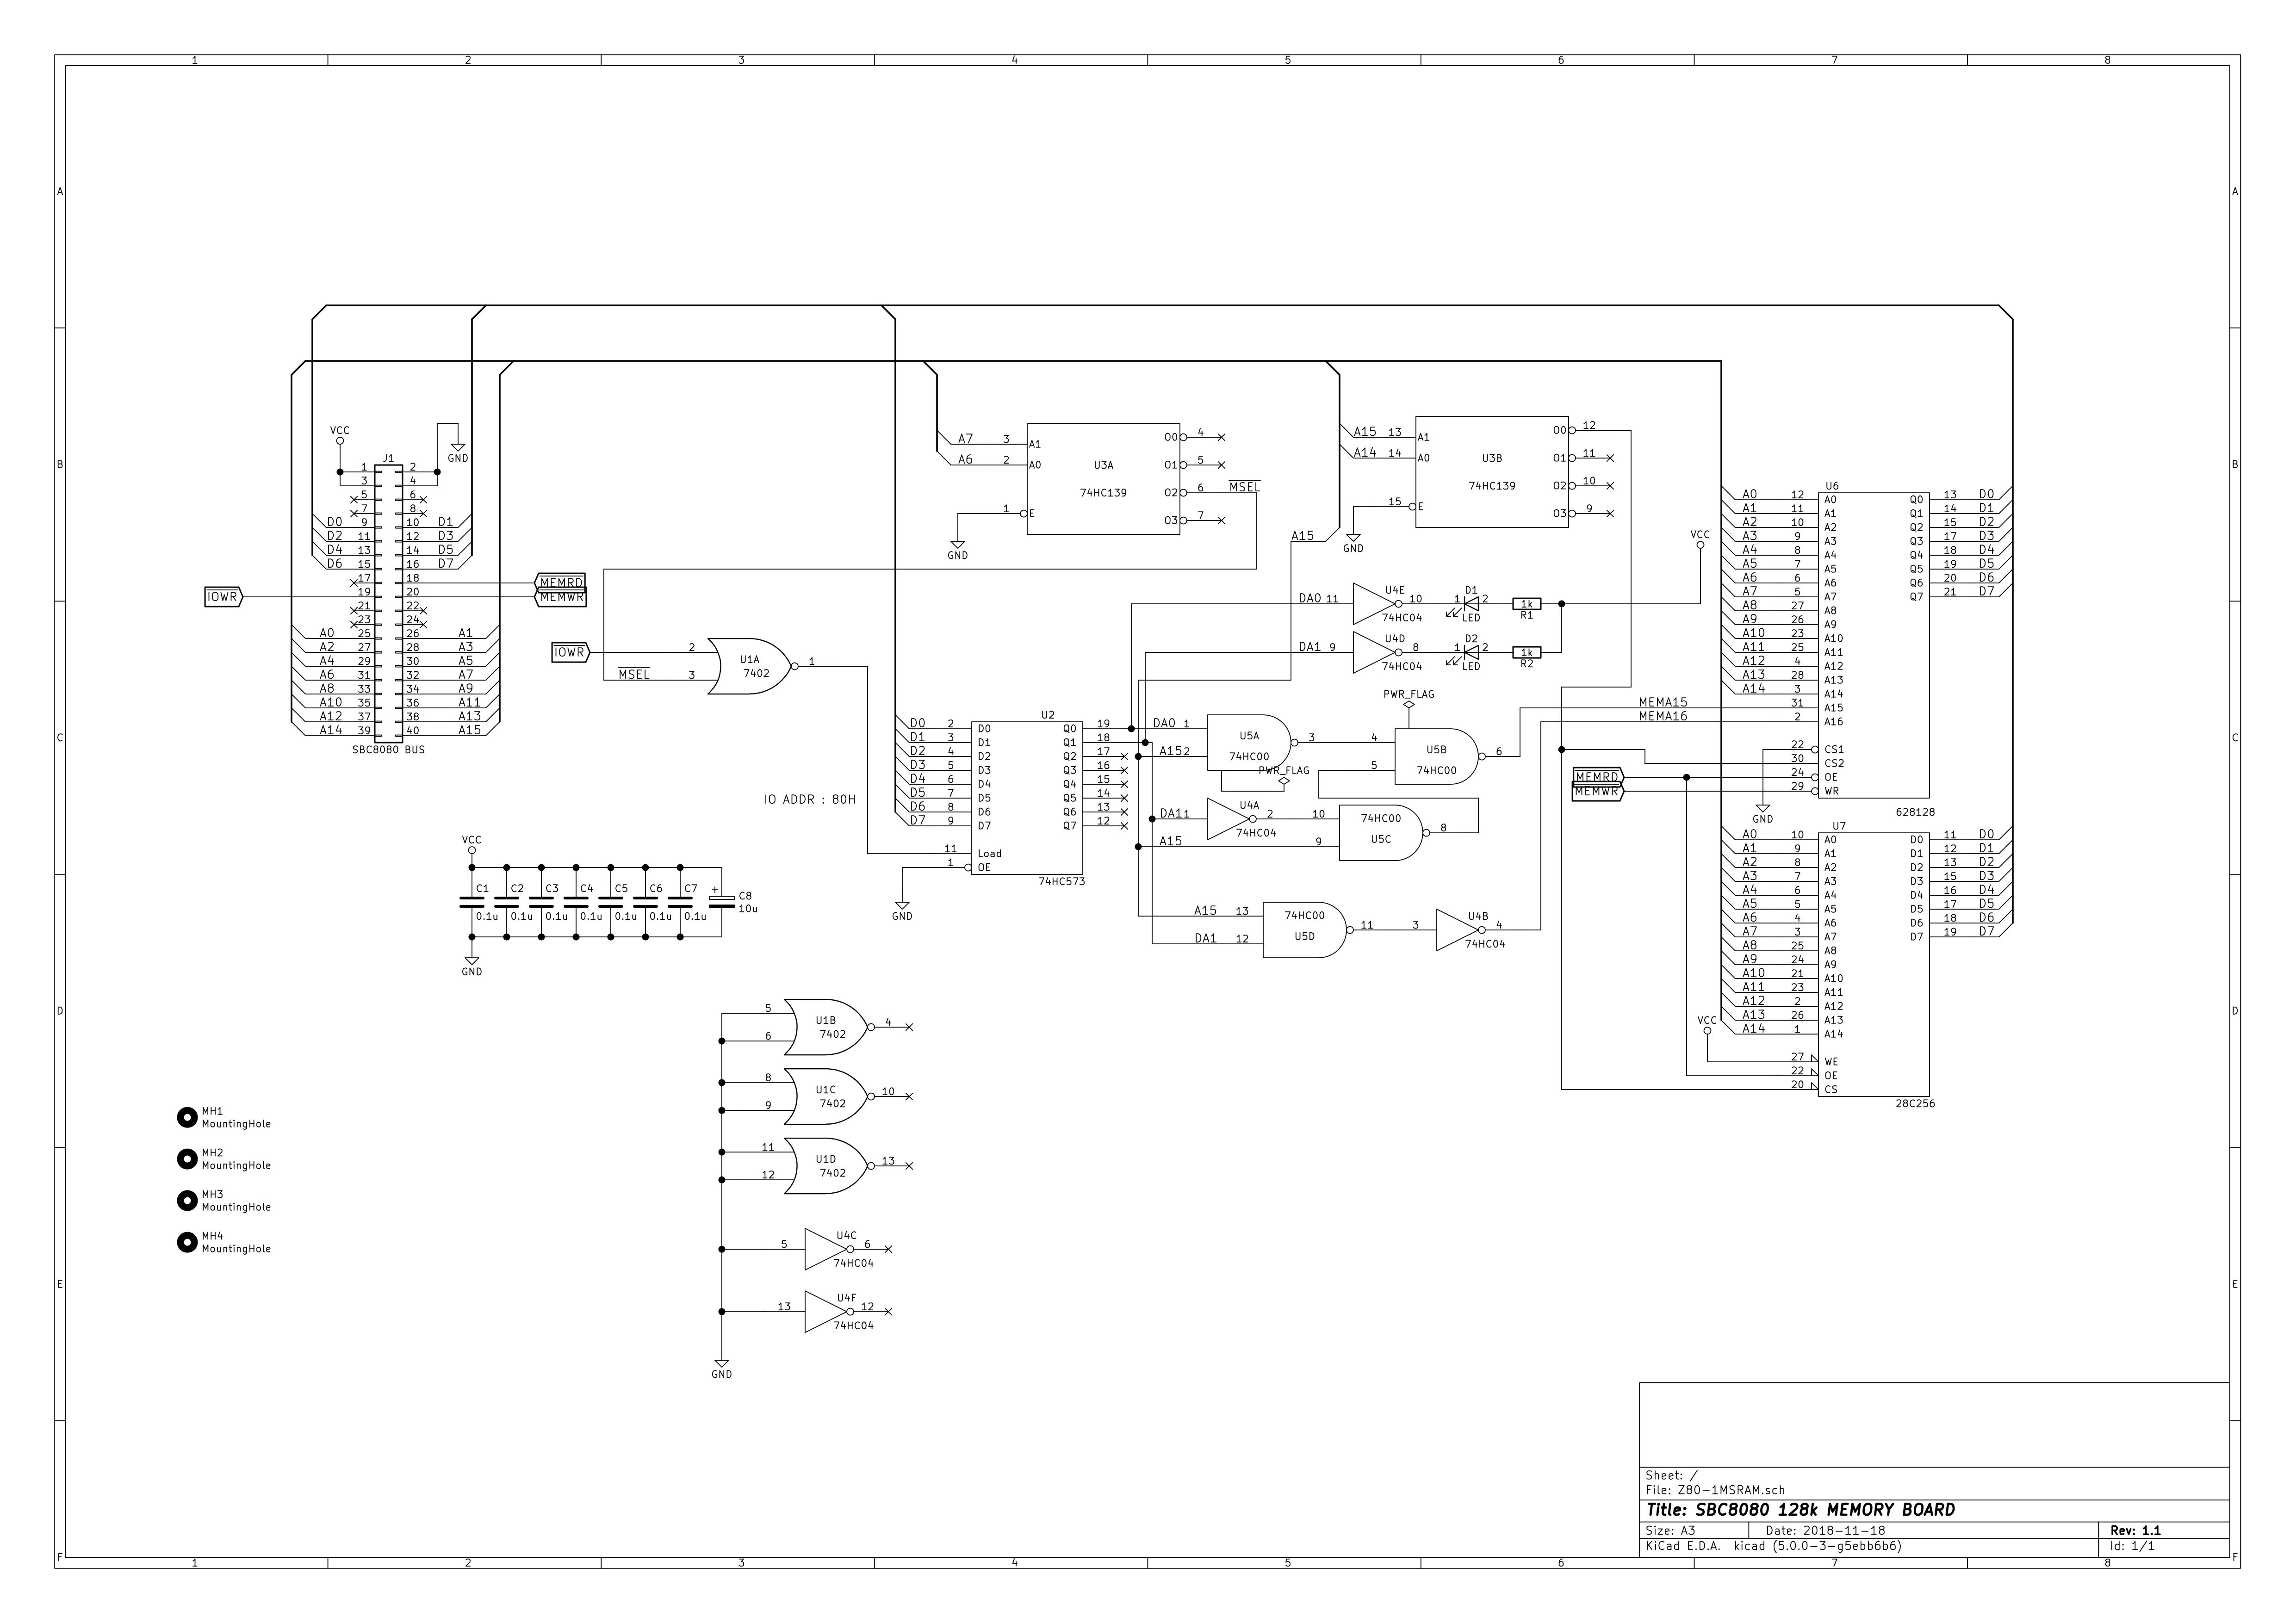 1 2 3 4 5 6 7 8
A A
B B
C C
D D
E E
F F
1 2 3 4 5 6 7 8
VCC
GND
J1
1 2
3 4
5 6
7 8
D0 9 10 D1
D2 11 12 D3
D4 13 14 D5
D6 15 16 D7
17 18 MEMRD
IOWR 19 20 MEMWR
21 22
23 24
A0 25 26 A1
A2 27 28 A3
A4 29 30 A5
A6 31 32 A7
A8 33 34 A9
A10 35 36 A11
A12 37 38 A13
A14 39 40 A15
SBC8080 BUS
A7 3 A1 O0 4
A6 2 A0 O1 5
U3A
74HC139
O2 6 MSEL
1 E O3 7
GND
A15 13 A1 O0 12
A14 14 A0 O1 11
U3B
74HC139
O2 10
15 E O3 9
GND
A15
IOWR 2
MSEL 3
U1A
7402
1
DA0 11 U4E 10
74HC04
1 D1 2
LED
1k
R1
DA1 9 U4D 8
74HC04
1 D2 2
LED
1k
R2
VCC
U2
D0 2 D0 Q0 19
D1 3 D1 Q1 18
D2 4 D2 Q2 17
D3 5 D3 Q3 16
D4 6 D4 Q4 15
D5 7 D5 Q5 14
D6 8 D6 Q6 13
D7 9 D7 Q7 12
11 Load
1 OE
74HC573
GND
IO ADDR : 80H
DA0 1
A15 2
U5A
74HC00
3
PWR_FLAG
PWR_FLAG
4
5
U5B
74HC00
6
DA1 1 U4A 2
74HC04
10
A15 9
74HC00
U5C
8
A15 13
DA1 12
74HC00
U5D
11
3 U4B 4
74HC04
MEMA15
MEMA16
U6
A0 12 A0 Q0 13 D0
A1 11 A1 Q1 14 D1
A2 10 A2 Q2 15 D2
A3 9 A3 Q3 17 D3
A4 8 A4 Q4 18 D4
A5 7 A5 Q5 19 D5
A6 6 A6 Q6 20 D6
A7 5 A7 Q7 21 D7
A8 27 A8
A9 26 A9
A10 23 A10
A11 25 A11
A12 4 A12
A13 28 A13
A14 3 A14
31 A15
2 A16
22 CS1
30 CS2
MEMRD 24 OE
MEMWR 29 WR
GND
628128
U7
A0 10 A0 D0 11 D0
A1 9 A1 D1 12 D1
A2 8 A2 D2 13 D2
A3 7 A3 D3 15 D3
A4 6 A4 D4 16 D4
A5 5 A5 D5 17 D5
A6 4 A6 D6 18 D6
A7 3 A7 D7 19 D7
A8 25 A8
A9 24 A9
A10 21 A10
A11 23 A11
A12 2 A12
A13 26 A13
A14 1 A14
VCC
27 WE
22 OE
20 CS
28C256
VCC
C1 C2 C3 C4 C5 C6 C7 + C8
0.1u 0.1u 0.1u 0.1u 0.1u 0.1u 0.1u 10u
GND
5
6
U1B
7402
4
8
9
U1C
7402
10
11
12
U1D
7402
13
5 U4C 6
74HC04
13 U4F 12
74HC04
GND
MH1
MountingHole
MH2
MountingHole
MH3
MountingHole
MH4
MountingHole
Sheet: /
File: Z80-1MSRAM.sch
Title: SBC8080 128k MEMORY BOARD
Size: A3 Date: 2018-11-18 Rev: 1.1
KiCad E.D.A. kicad (5.0.0-3-g5ebb6b6) Id: 1/1